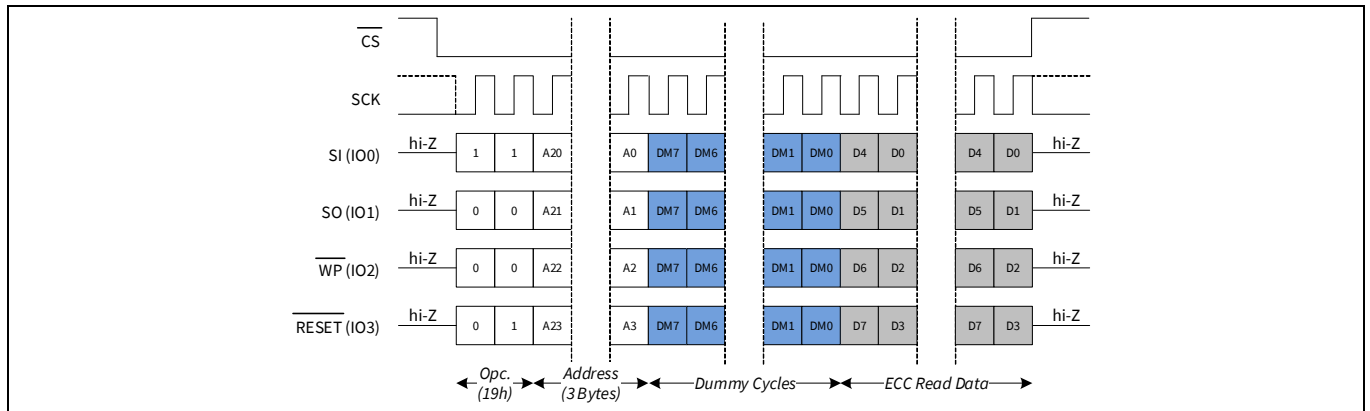 CS
SCK
SI (IO0) hi-Z 1 1 A20 A0 DM7 DM6 DM1 DM0 D4 D0 D4 D0 hi-Z
SO (IO1) hi-Z 0 0 A21 A1 DM7 DM6 DM1 DM0 D5 D1 D5 D1 hi-Z
WP (IO2) hi-Z 0 0 A22 A2 DM7 DM6 DM1 DM0 D6 D2 D6 D2 hi-Z
RESET (IO3) hi-Z 0 1 A23 A3 DM7 DM6 DM1 DM0 D7 D3 D7 D3 hi-Z
Opc. Address Dummy Cycles ECC Read Data
(19h) (3 Bytes)